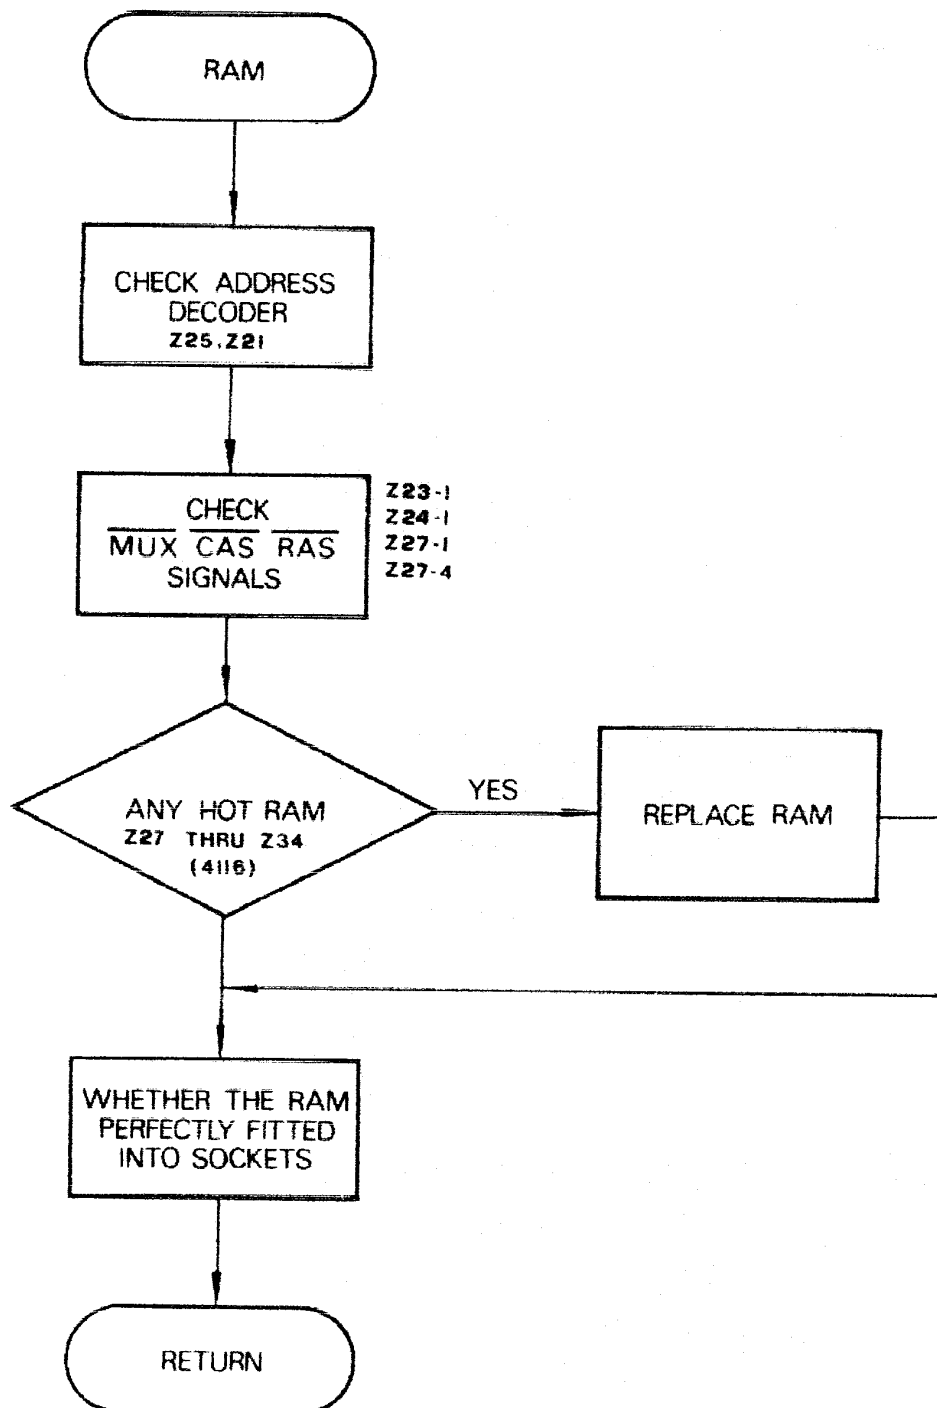 RAM
CHECK ADDRESS
DECODER
Z25,Z21
CHECK
MUX CAS RAS
SIGNALS
Z23-1
Z24-1
Z27-1
Z27-4
ANY HOT RAM
Z27 THRU Z34
(4116)
YES
REPLACE RAM
WHETHER THE RAM
PERFECTLY FITTED
INTO SOCKETS
RETURN